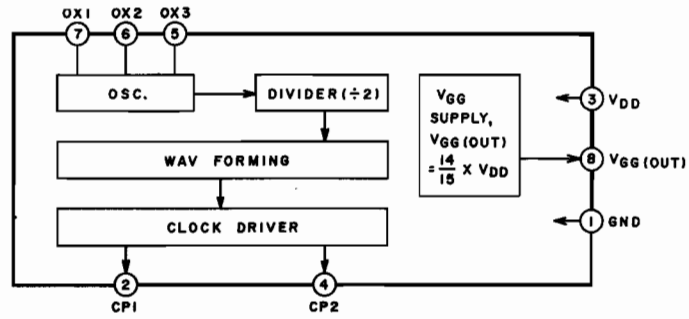 OX1 OX2 OX3
7 6 5
OSC.
DIVIDER (÷2)
WAV FORMING
CLOCK DRIVER
2
CP1
4
CP2
VGG
SUPPLY,
VGG (OUT)
= 14/15 X VDD
3 VDD
8 VGG (OUT)
1 GND